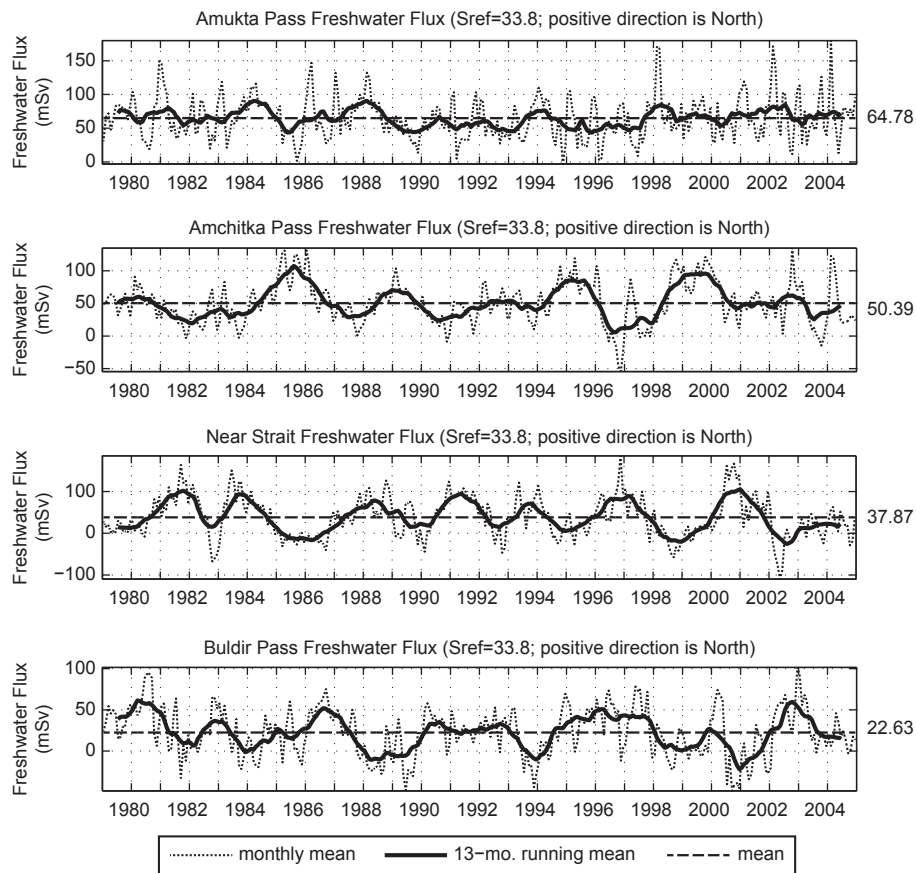 Amukta Pass Freshwater Flux (Sref=33.8; positive direction is North)
Freshwater Flux
(mSv)
150
100
50
0
64.78
1980 1982 1984 1986 1988 1990 1992 1994 1996 1998 2000 2002 2004
Amchitka Pass Freshwater Flux (Sref=33.8; positive direction is North)
Freshwater Flux
(mSv)
100
50
0
−50
50.39
1980 1982 1984 1986 1988 1990 1992 1994 1996 1998 2000 2002 2004
Near Strait Freshwater Flux (Sref=33.8; positive direction is North)
Freshwater Flux
(mSv)
100
0
−100
37.87
1980 1982 1984 1986 1988 1990 1992 1994 1996 1998 2000 2002 2004
Buldir Pass Freshwater Flux (Sref=33.8; positive direction is North)
Freshwater Flux
(mSv)
100
50
0
22.63
1980 1982 1984 1986 1988 1990 1992 1994 1996 1998 2000 2002 2004
monthly mean 13-mo. running mean mean